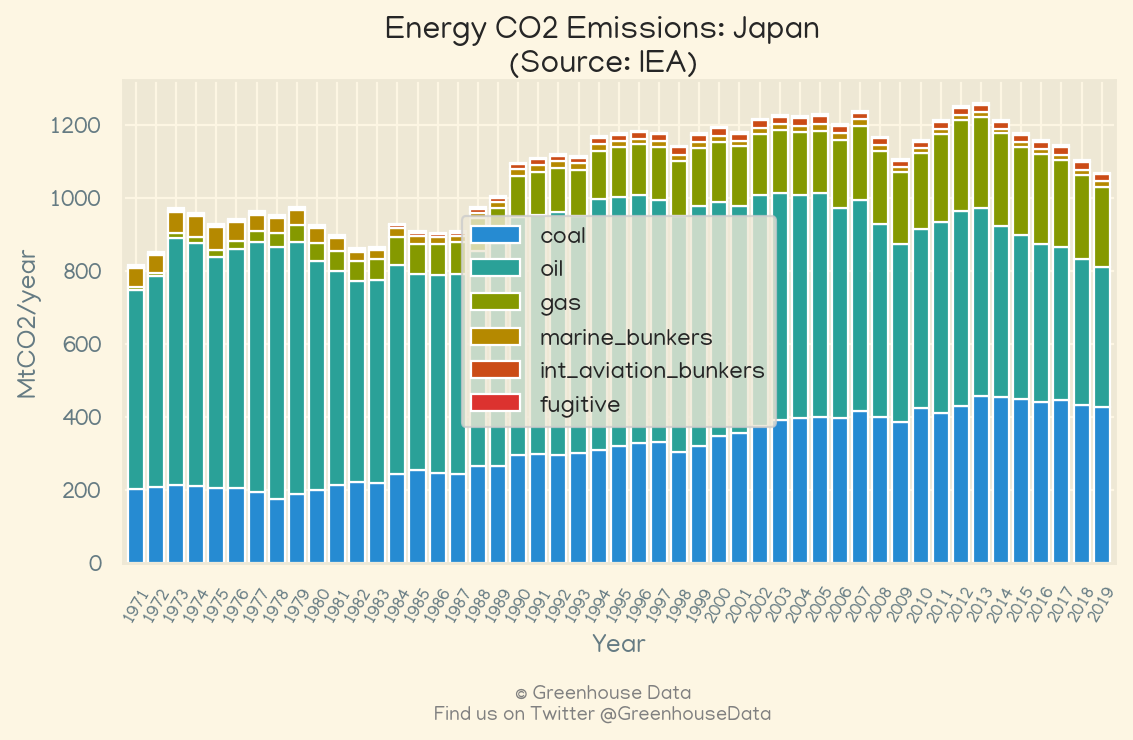 Energy CO2 Emissions: Japan
(Source: IEA)
MtCO2/year
1200
1000
800
600
400
200
0
coal
oil
gas
marine_bunkers
int_aviation_bunkers
fugitive
1971 1972 1973 1974 1975 1976 1977 1978 1979 1980 1981 1982 1983 1984 1985 1986 1987 1988 1989 1990 1991 1992 1993 1994 1995 1996 1997 1998 1999 2000 2001 2002 2003 2004 2005 2006 2007 2008 2009 2010 2011 2012 2013 2014 2015 2016 2017 2018 2019
Year
© Greenhouse Data
Find us on Twitter @GreenhouseData